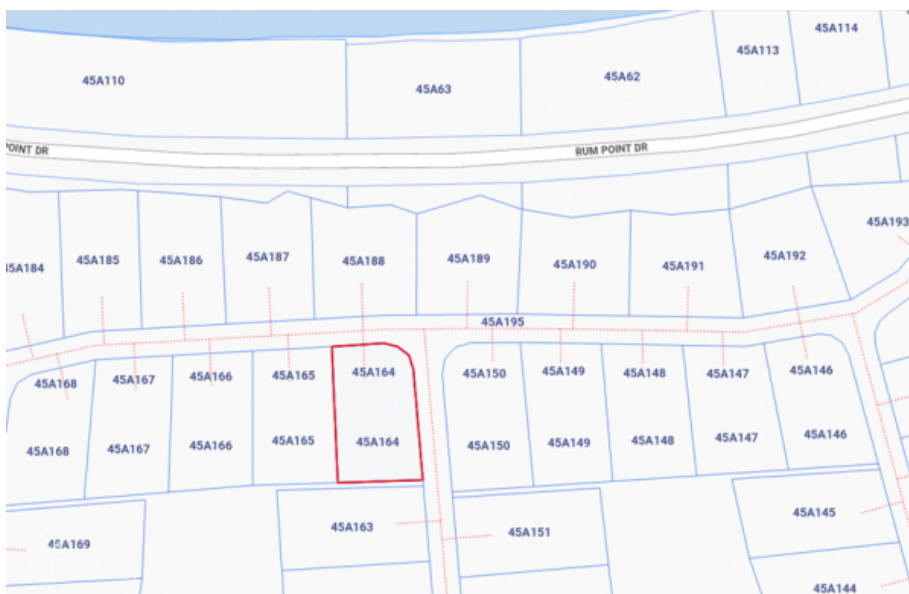 45A114
45A113
45A62
45A110
45A63
POINT DR
RUM POINT DR
45A193
45A184
45A185
45A186
45A187
45A188
45A189
45A190
45A191
45A192
45A195
45A168
45A167
45A166
45A165
45A164
45A150
45A149
45A148
45A147
45A146
45A168
45A167
45A166
45A165
45A164
45A150
45A149
45A148
45A147
45A146
45A169
45A163
45A151
45A145
45A144